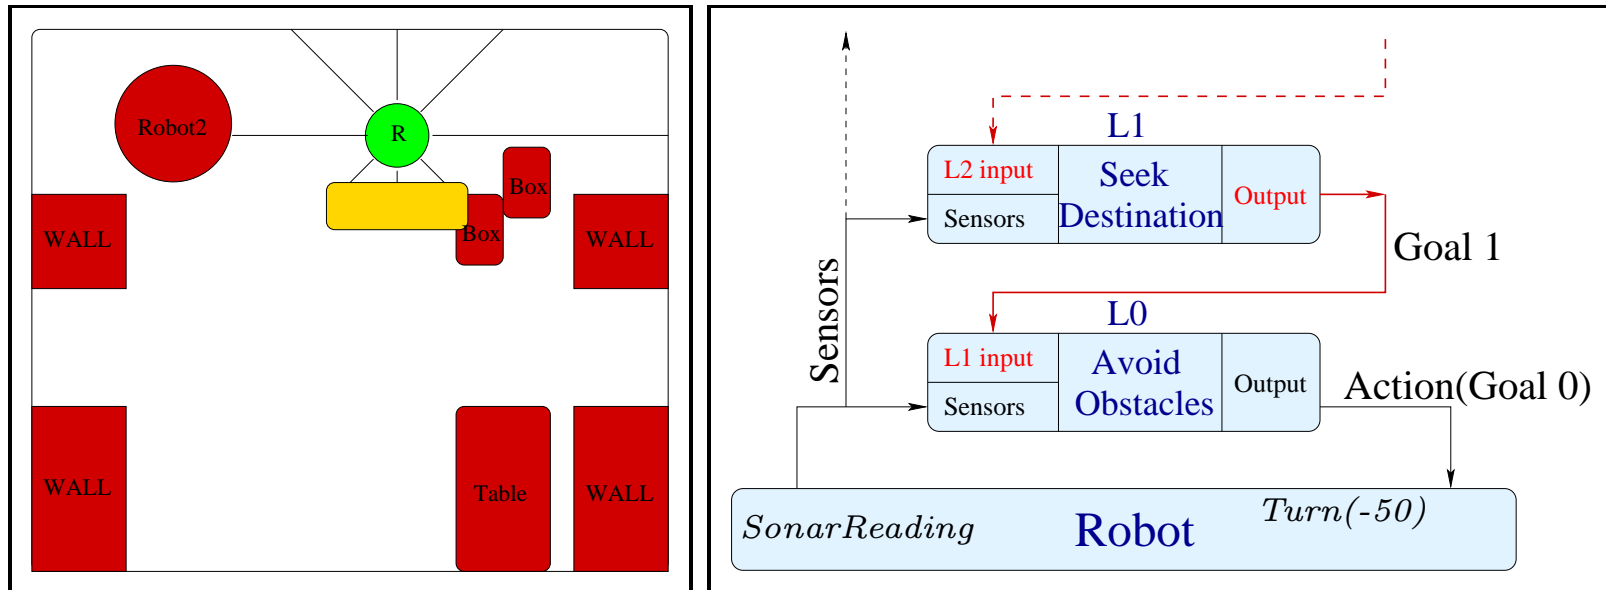 Robot2
R
Box
Box
WALL
WALL
WALL
Table
WALL
L1
L2 input
Sensors
Seek
Destination
Output
Goal 1
Sensors
L0
L1 input
Sensors
Avoid
Obstacles
Output
Action(Goal 0)
SonarReading
Robot
Turn(-50)